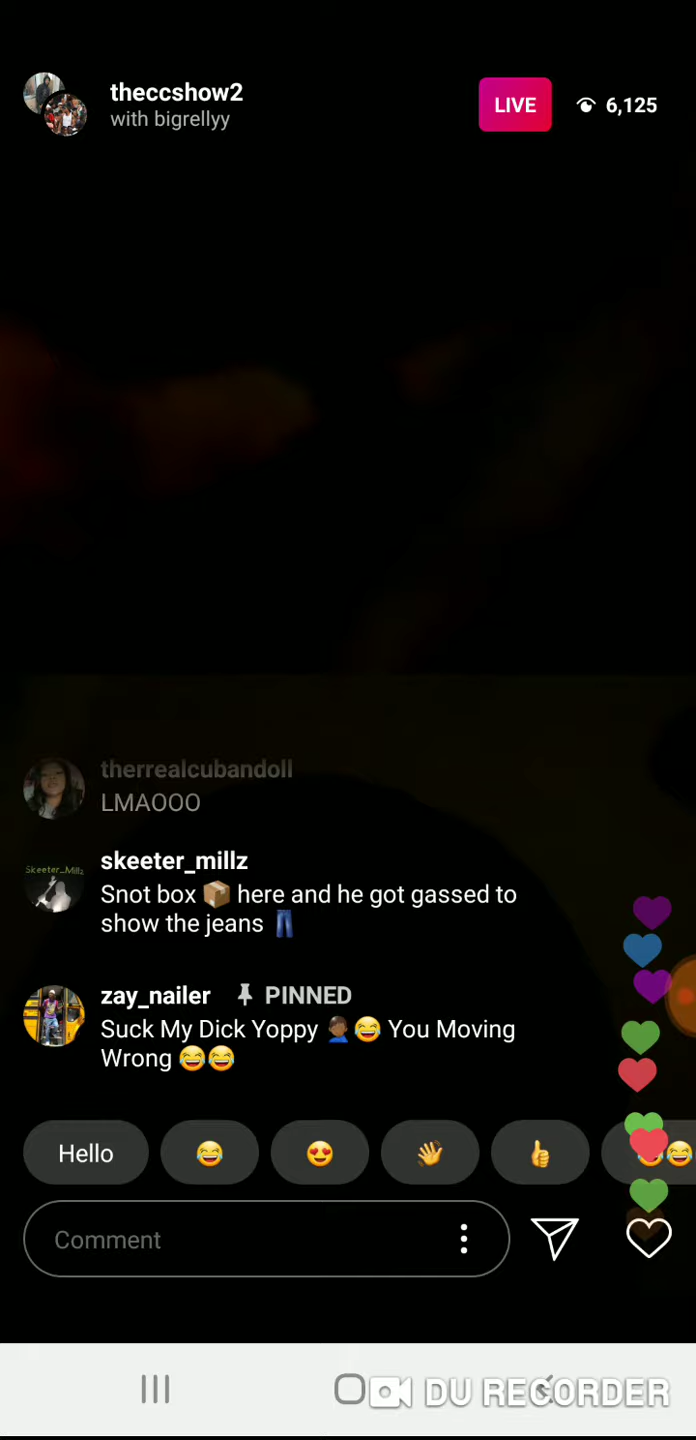 theccshow2
with bigrellyy
LIVE
6,125
therrealcubandoll
LMAOOO
skeeter_millz
Skeeter_Millz
Snot box 📦 here and he got gassed to
show the jeans 👖
zay_nailer PINNED
Suck My Dick Yoppy 🤦🏾‍♂️😂 You Moving
Wrong 😂😂
Hello 😂 😍 👋 👍 😂😂
Comment
DU RECORDER